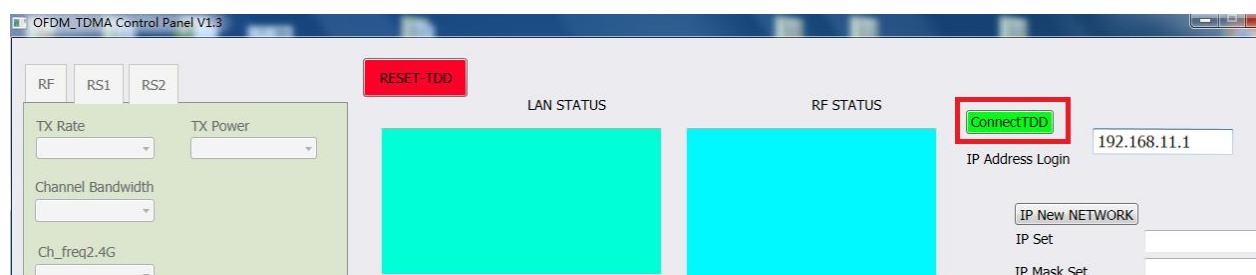 OFDM_TDMA Control Panel V1.3
RF RS1 RS2
RESET-TDD
LAN STATUS
RF STATUS
ConnectTDD
192.168.11.1
IP Address Login
TX Rate
TX Power
Channel Bandwidth
Ch_freq2.4G
IP New NETWORK
IP Set
IP Mask Set